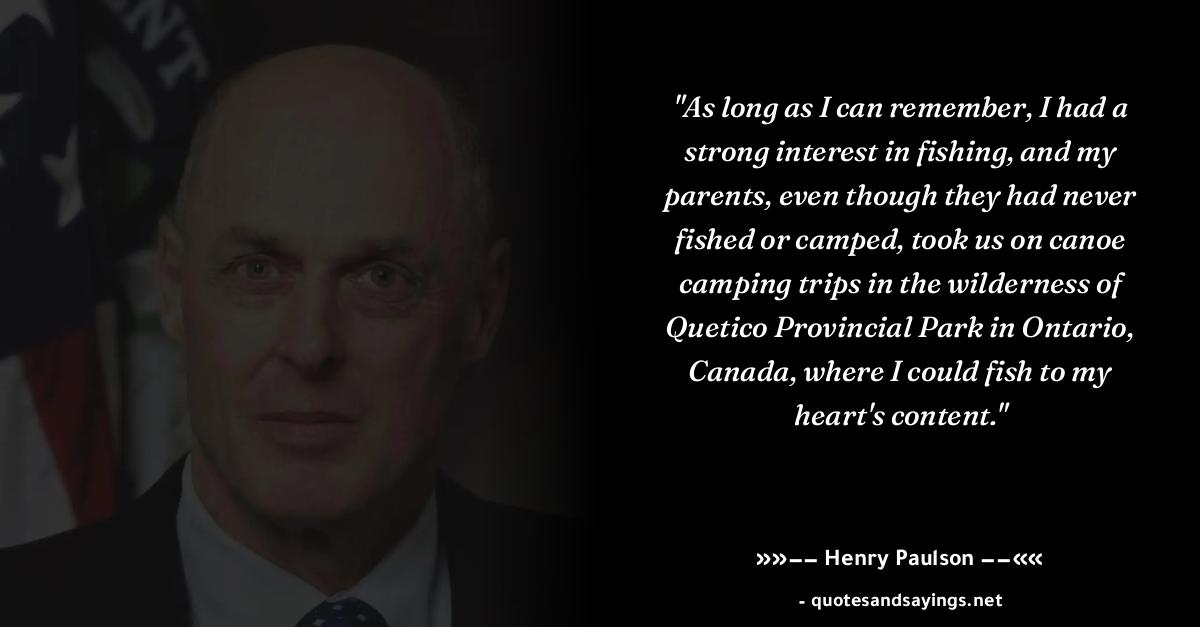 NT
"As long as I can remember, I had a
strong interest in fishing, and my
parents, even though they had never
fished or camped, took us on canoe
camping trips in the wilderness of
Quetico Provincial Park in Ontario,
Canada, where I could fish to my
heart's content."
»»−− Henry Paulson −−««
- quotesandsayings.net